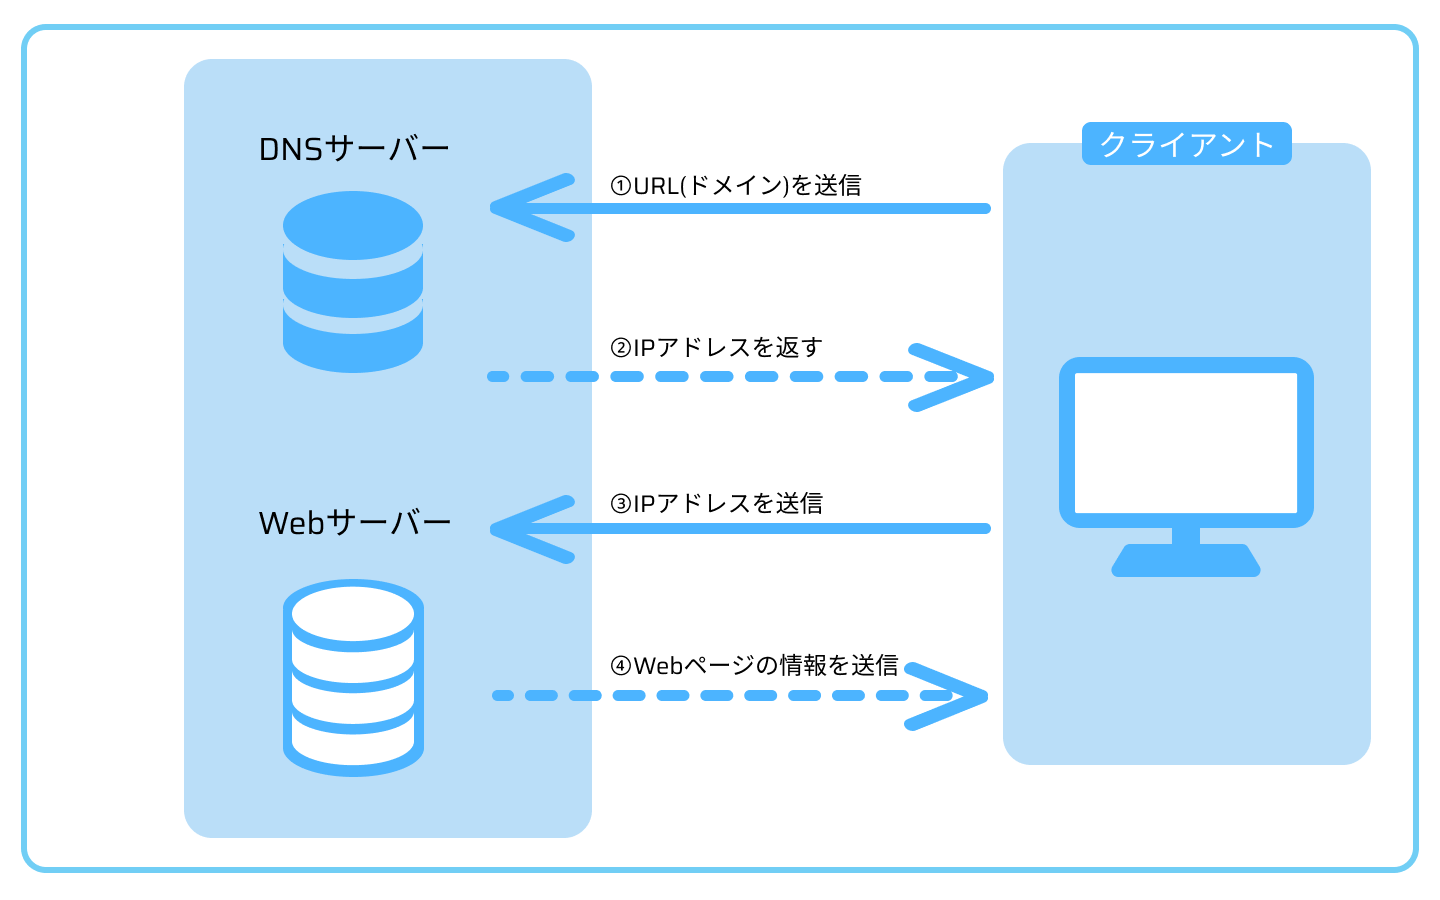 DNSサーバー
クライアント
①URL(ドメイン)を送信
②IPアドレスを返す
Webサーバー
③IPアドレスを送信
④Webページの情報を送信